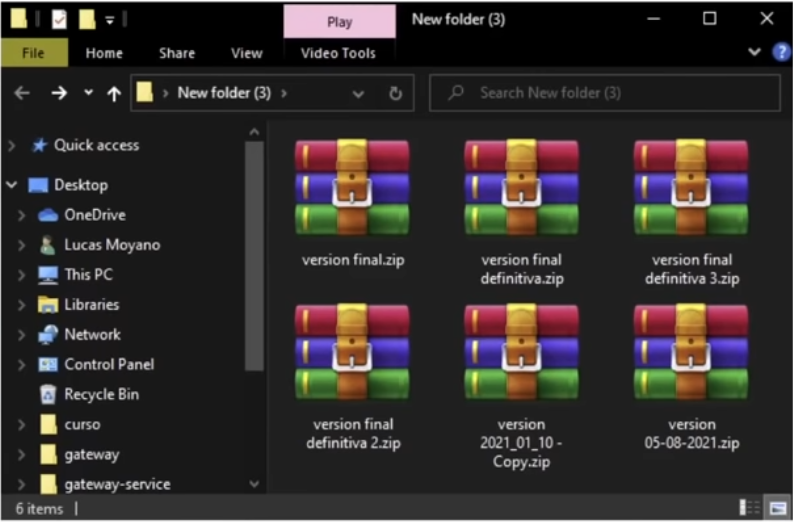 Play
New folder (3)
File
Home
Share
View
Video Tools
New folder (3)
Search New folder (3)
Quick access
Desktop
OneDrive
Lucas Moyano
This PC
Libraries
Network
Control Panel
Recycle Bin
curso
gateway
gateway-service
version final.zip
version final
definitiva.zip
version final
definitiva 3.zip
version final
definitiva 2.zip
version
2021_01_10 -
Copy.zip
version
05-08-2021.zip
6 items